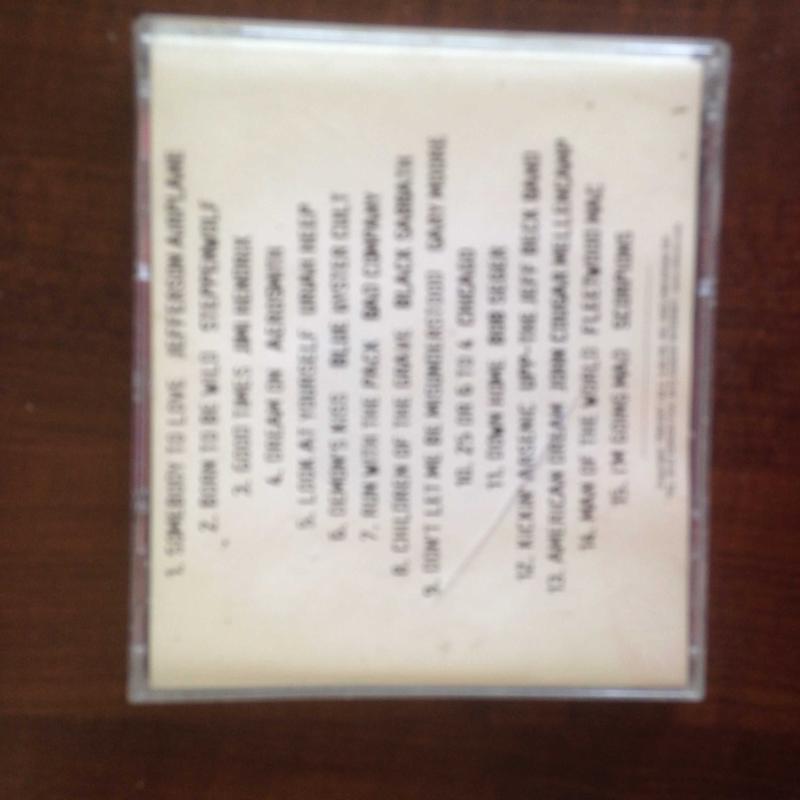 1. SOMEBODY TO LOVE JEFFERSON AIRPLANE
2. BORN TO BE WILD STEPPENWOLF
3. GOOD TIMES JIMI HENDRIX
4. DREAM ON AEROSMITH
5. LOOK AT YOURSELF URIAH HEEP
6. DEMON'S KISS BLUE OYSTER CULT
7. RUN WITH THE PACK BAD COMPANY
8. CHILDREN OF THE GRAVE BLACK SABBATH
9. DON'T LET ME BE MISUNDERSTOOD GARY MOORE
10. 25 OR 6 TO 4 CHICAGO
11. DOWN HOME BOB SEGER
12. KICKIN' ARSENIC UPP-THE JEFF BECK BAND
13. AMERICAN DREAM JOHN COUGAR MELLENCAMP
14. MAN OF THE WORLD FLEETWOOD MAC
15. I'M GOING MAD SCORPIONS